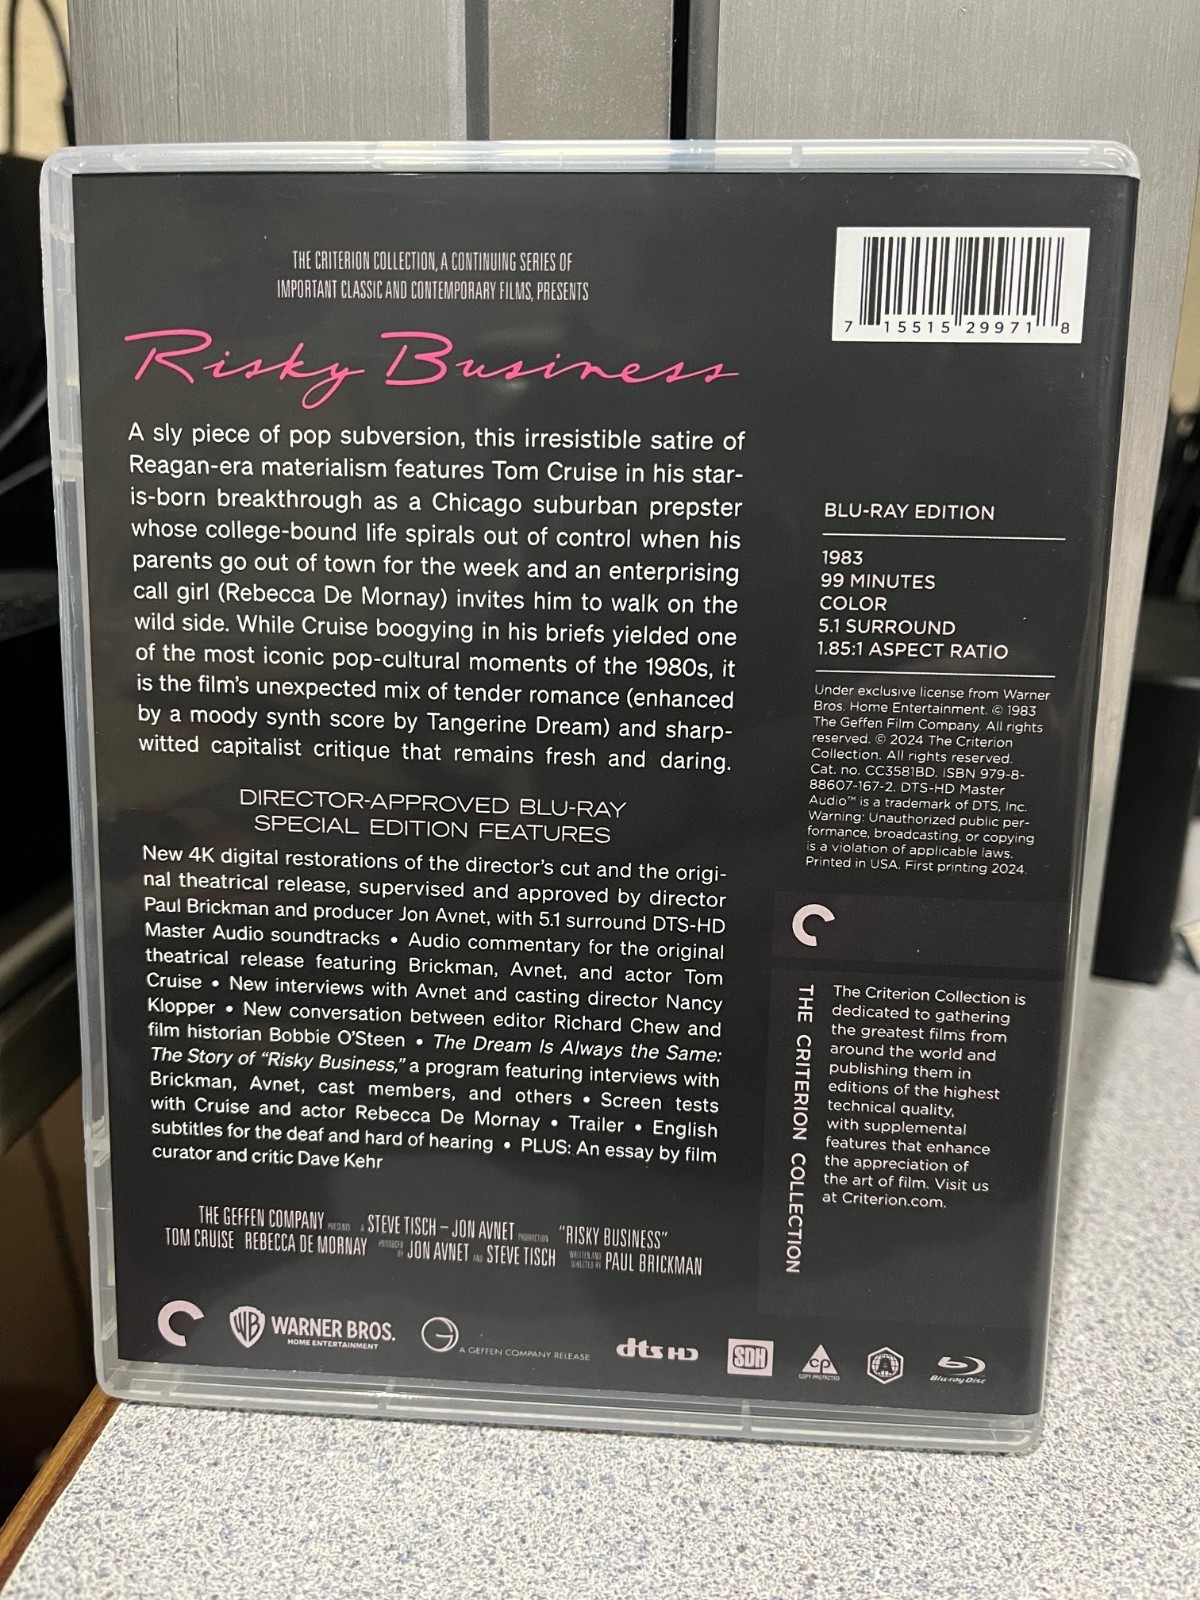 THE CRITERION COLLECTION, A CONTINUING SERIES OF
IMPORTANT CLASSIC AND CONTEMPORARY FILMS, PRESENTS
Risky Business
A sly piece of pop subversion, this irresistible satire of
Reagan-era materialism features Tom Cruise in his star-
is-born breakthrough as a Chicago suburban prepster
whose college-bound life spirals out of control when his
parents go out of town for the week and an enterprising
call girl (Rebecca De Mornay) invites him to walk on the
wild side. While Cruise boogying in his briefs yielded one
of the most iconic pop-cultural moments of the 1980s, it
is the film's unexpected mix of tender romance (enhanced
by a moody synth score by Tangerine Dream) and sharp-
witted capitalist critique that remains fresh and daring.
DIRECTOR-APPROVED BLU-RAY
SPECIAL EDITION FEATURES
New 4K digital restorations of the director's cut and the origi-
nal theatrical release, supervised and approved by director
Paul Brickman and producer Jon Avnet, with 5.1 surround DTS-HD
Master Audio soundtracks • Audio commentary for the original
theatrical release featuring Brickman, Avnet, and actor Tom
Cruise • New interviews with Avnet and casting director Nancy
Klopper • New conversation between editor Richard Chew and
film historian Bobbie O'Steen • The Dream Is Always the Same:
The Story of "Risky Business," a program featuring interviews with
Brickman, Avnet, cast members, and others • Screen tests
with Cruise and actor Rebecca De Mornay • Trailer • English
subtitles for the deaf and hard of hearing • PLUS: An essay by film
curator and critic Dave Kehr
THE GEFFEN COMPANY PRESENTS A STEVE TISCH – JON AVNET PRODUCTION "RISKY BUSINESS"
TOM CRUISE REBECCA DE MORNAY PRODUCED BY JON AVNET AND STEVE TISCH WRITTEN AND DIRECTED BY PAUL BRICKMAN
WB WARNER BROS.
HOME ENTERTAINMENT
G A GEFFEN COMPANY RELEASE
dts HD
SDH
CP
COPY PROTECTED
Blu-ray Disc
7 15515 29971 8
BLU-RAY EDITION
1983
99 MINUTES
COLOR
5.1 SURROUND
1.85:1 ASPECT RATIO
Under exclusive license from Warner
Bros. Home Entertainment. © 1983
The Geffen Film Company. All rights
reserved. © 2024 The Criterion
Collection. All rights reserved.
Cat. no. CC3581BD. ISBN 979-8-
88607-167-2. DTS-HD Master
Audio™ is a trademark of DTS, Inc.
Warning: Unauthorized public per-
formance, broadcasting, or copying
is a violation of applicable laws.
Printed in USA. First printing 2024.
THE CRITERION COLLECTION
The Criterion Collection is
dedicated to gathering
the greatest films from
around the world and
publishing them in
editions of the highest
technical quality,
with supplemental
features that enhance
the appreciation of
the art of film. Visit us
at Criterion.com.